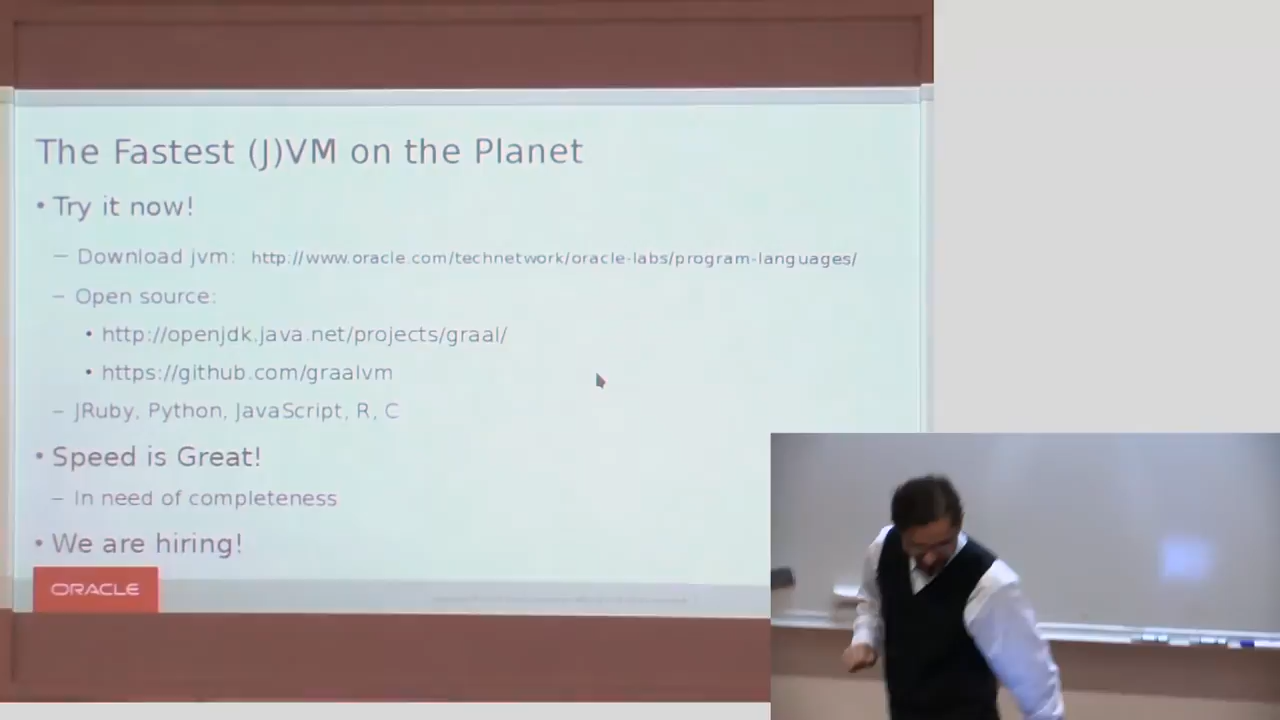 The Fastest (J)VM on the Planet
• Try it now!
– Download jvm: http://www.oracle.com/technetwork/oracle-labs/program-languages/
– Open source:
• http://openjdk.java.net/projects/graal/
• https://github.com/graalvm
– JRuby, Python, JavaScript, R, C
• Speed is Great!
– In need of completeness
• We are hiring!
ORACLE